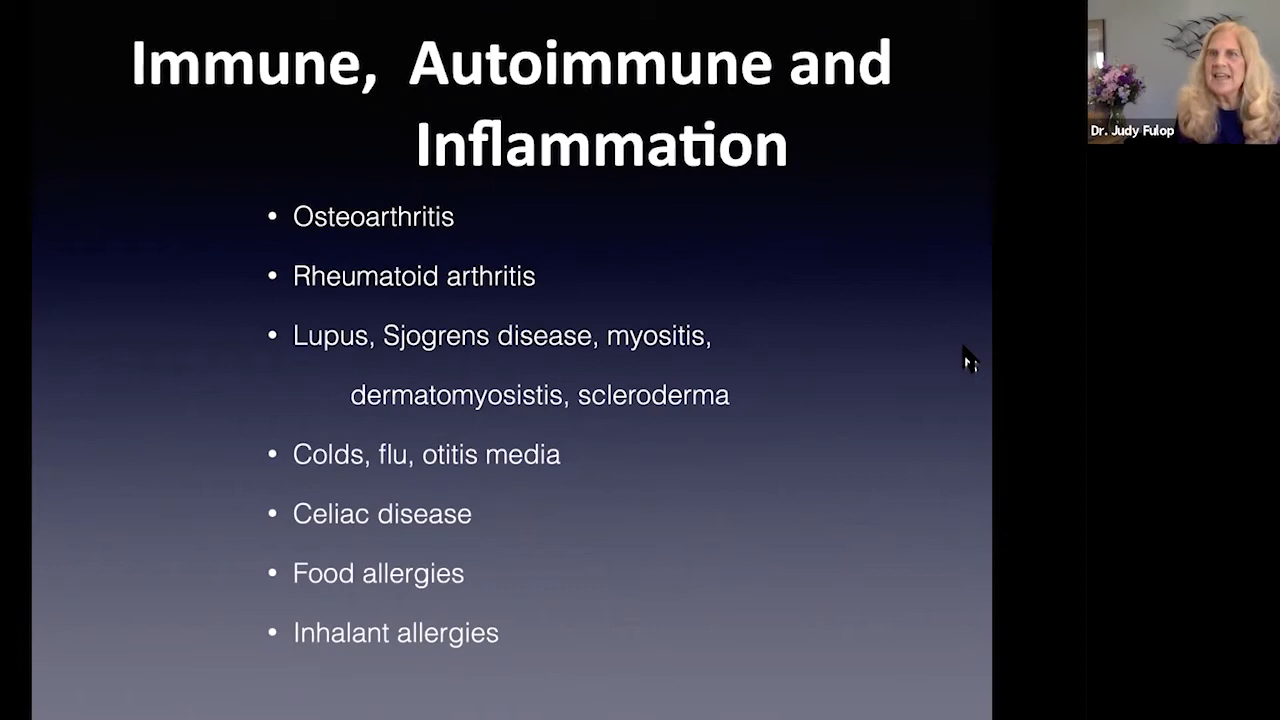 Immune, Autoimmune and
Inflammation
• Osteoarthritis
• Rheumatoid arthritis
• Lupus, Sjogrens disease, myositis,
dermatomyosistis, scleroderma
• Colds, flu, otitis media
• Celiac disease
• Food allergies
• Inhalant allergies
Dr. Judy Fulop